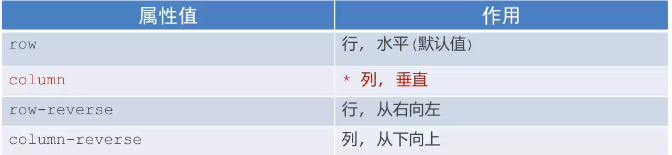 属性值 作用
row 行, 水平(默认值)
column * 列, 垂直
row-reverse 行, 从右向左
column-reverse 列, 从下向上